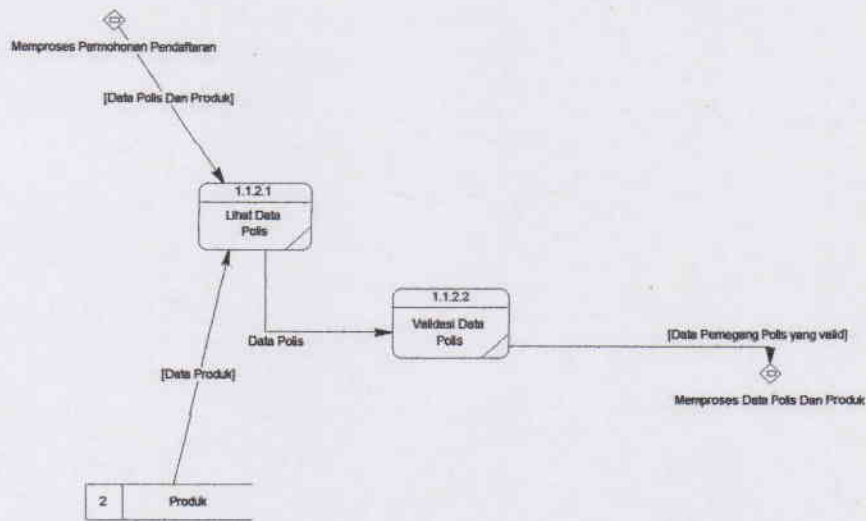 Memproses Permohonan Pendaftaran
[Data Polis Dan Produk]
1.1.2.1
Lihat Data
Polis
1.1.2.2
Validasi Data
Polis
Data Polis
[Data Pemegang Polis yang valid]
[Data Produk]
Memproses Data Polis Dan Produk
2 Produk